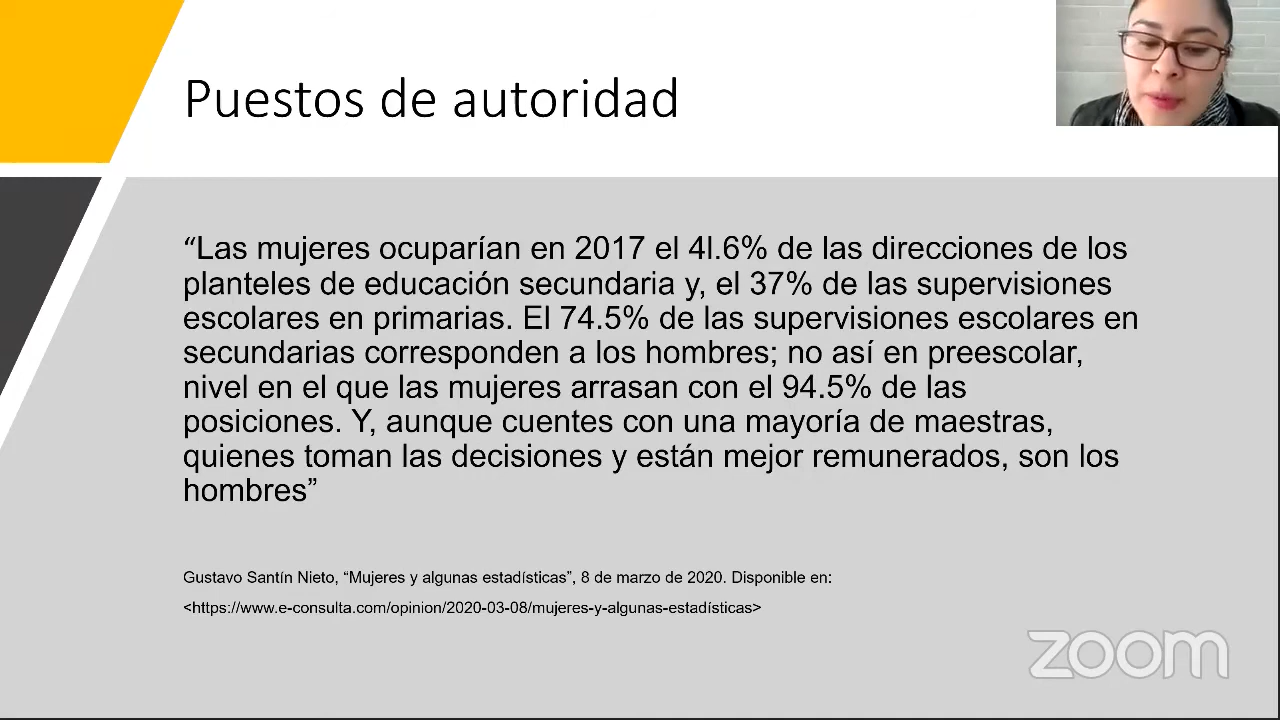 Puestos de autoridad
“Las mujeres ocuparían en 2017 el 4l.6% de las direcciones de los
planteles de educación secundaria y, el 37% de las supervisiones
escolares en primarias. El 74.5% de las supervisiones escolares en
secundarias corresponden a los hombres; no así en preescolar,
nivel en el que las mujeres arrasan con el 94.5% de las
posiciones. Y, aunque cuentes con una mayoría de maestras,
quienes toman las decisiones y están mejor remunerados, son los
hombres”
Gustavo Santín Nieto, “Mujeres y algunas estadísticas”, 8 de marzo de 2020. Disponible en:
<https://www.e-consulta.com/opinion/2020-03-08/mujeres-y-algunas-estadísticas>
zoom